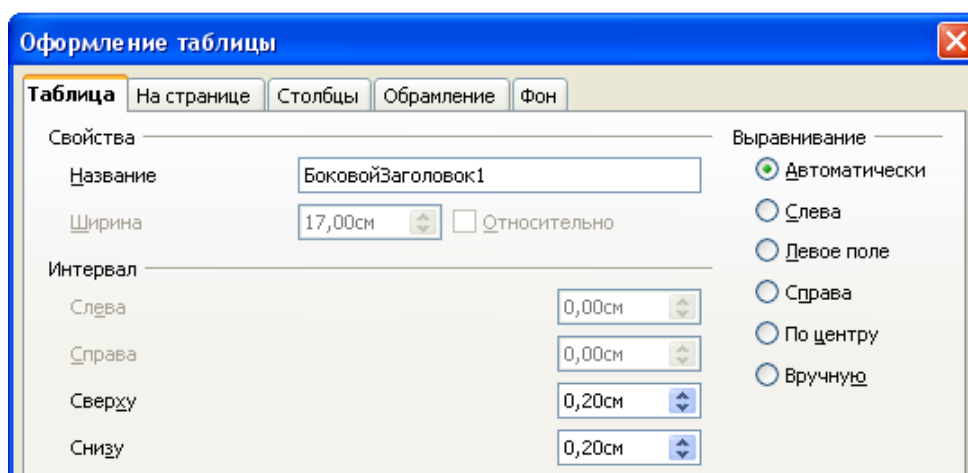 Оформление таблицы
Таблица На странице Столбцы Обрамление Фон
Свойства
Название БоковойЗаголовок1
Ширина 17,00см Относительно
Интервал
Слева 0,00см
Справа 0,00см
Сверху 0,20см
Снизу 0,20см
Выравнивание
Автоматически
Слева
Левое поле
Справа
По центру
Вручную